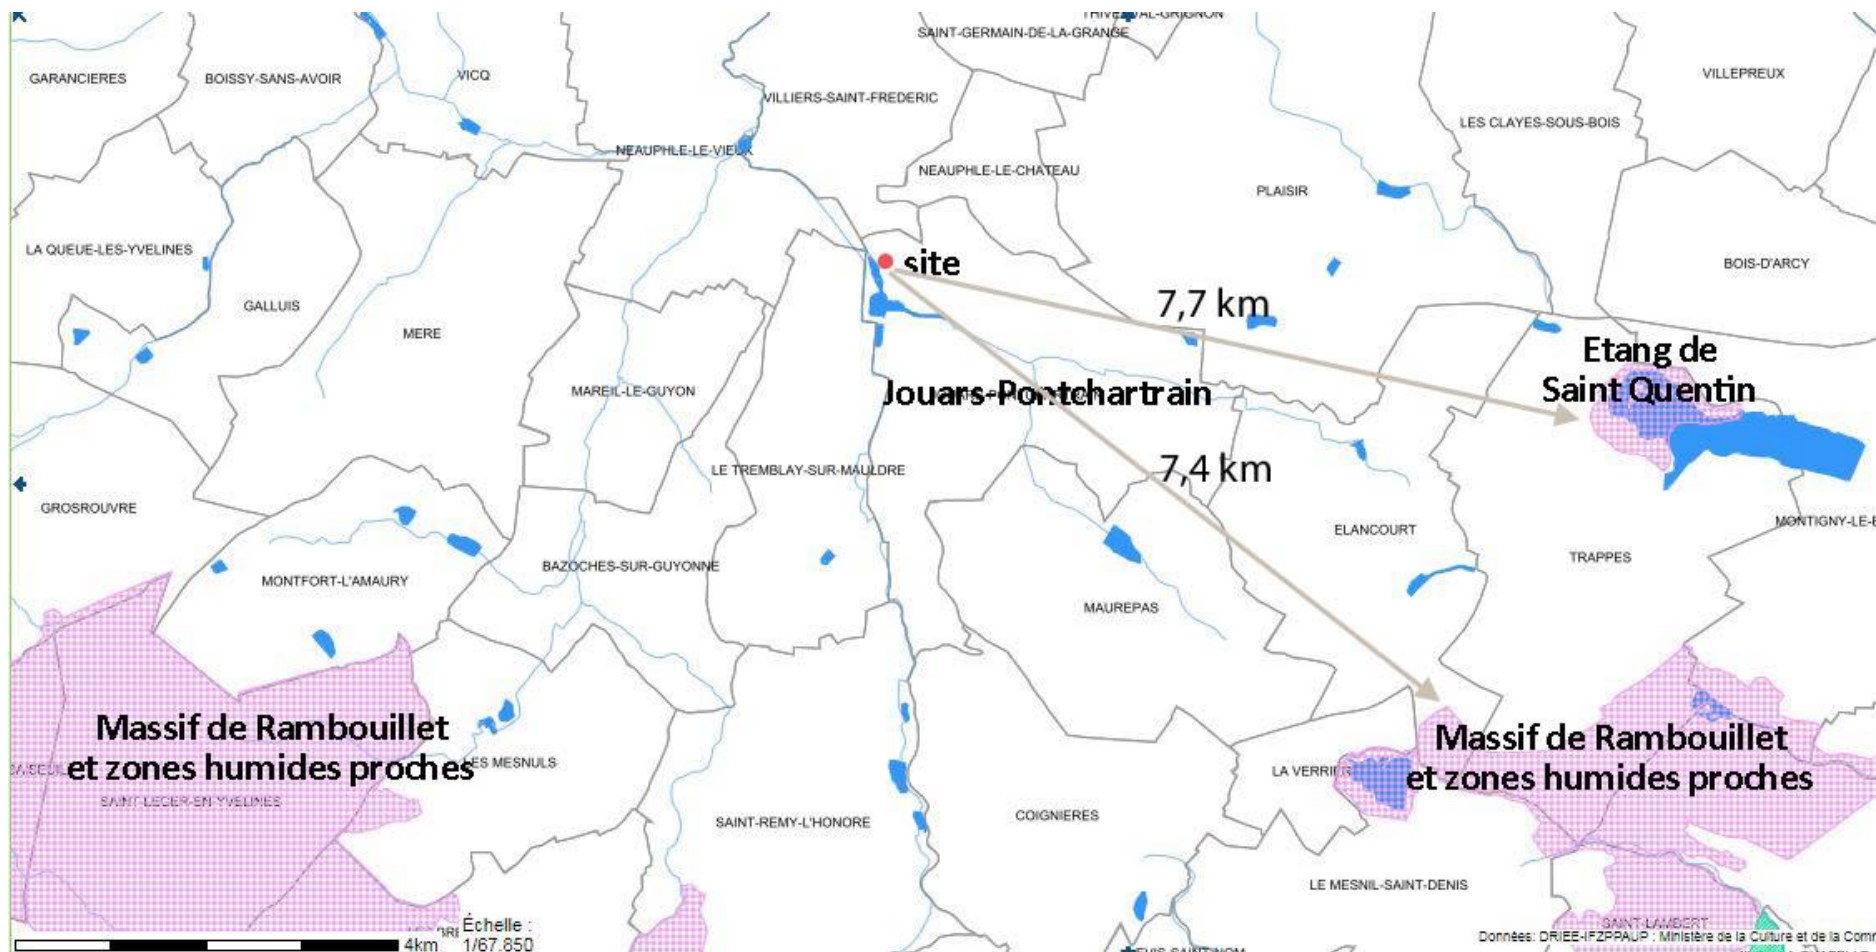 THIVERVAL-GRIGNON
SAINT-GERMAIN-DE-LA-GRANGE
GARANCIERES
BOISSY-SANS-AVOIR
VICQ
VILLIERS-SAINT-FREDERIC
VILLEPREUX
LES CLAYES-SOUS-BOIS
NEAUPHLE-LE-VIEUX
NEAUPHLE-LE-CHATEAU
PLAISIR
LA QUEUE-LES-YVELINES
site
BOIS-D'ARCY
GALLUIS
7,7 km
MERE
Etang de
Saint Quentin
MAREIL-LE-GUYON
Jouars-Pontchartrain
LE TREMBLAY-SUR-MAULDRE
7,4 km
GROSROUVRE
ELANCOURT
MONTIGNY-LE-B
TRAPPES
BAZOCHES-SUR-GUYONNE
MONTFORT-L'AMAURY
MAUREPAS
Massif de Rambouillet
et zones humides proches
LES MESNULS
SAINT-LEGER-EN-YVELINES
Massif de Rambouillet
et zones humides proches
LA VERRIER
COIGNIERES
SAINT-REMY-L'HONORE
LE MESNIL-SAINT-DENIS
SAINT-LAMBERT
4km
Échelle :
1/67.850
Données: DRIEE-IFZPPAUP : Ministère de la Culture et de la Com